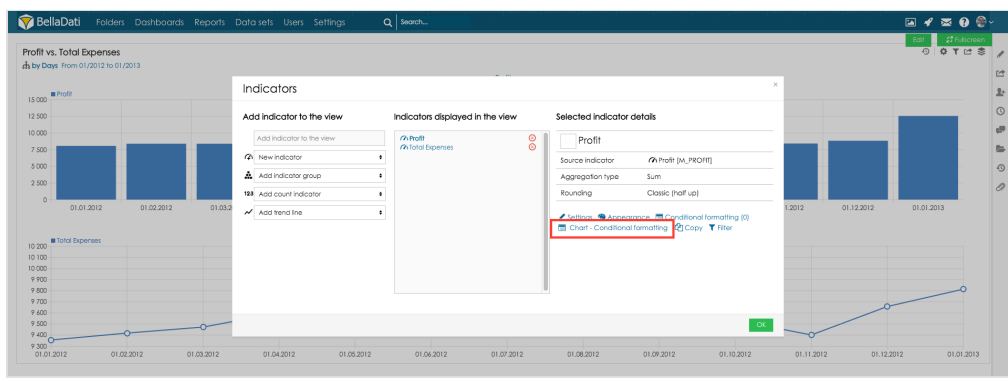 BellaDati Folders Dashboards Reports Data sets Users Settings Search...
Edit Fullscreen
Profit vs. Total Expenses
by Days From 01/2012 to 01/2013
Indicators ×
Add indicator to the view
Add indicator to the view
New indicator
Add indicator group
123 Add count indicator
Add trend line
Indicators displayed in the view
Profit
Total Expenses
Selected indicator details
Profit
Source indicator Profit [M_PROFIT]
Aggregation type Sum
Rounding Classic (half up)
Settings Appearance Conditional formatting (0)
Chart - Conditional formatting Copy Filter
OK
Profit
15 000
12 500
10 000
7 500
5 000
2 500
0
01.01.2012 01.02.2012 01.03.2 1.2012 01.12.2012 01.01.2013
Total Expenses
10 200
10 100
10 000
9 900
9 800
9 700
9 600
9 500
9 400
9 300
01.01.2012 01.02.2012 01.03.2012 01.04.2012 01.05.2012 01.06.2012 01.07.2012 01.08.2012 01.09.2012 01.10.2012 01.11.2012 01.12.2012 01.01.2013